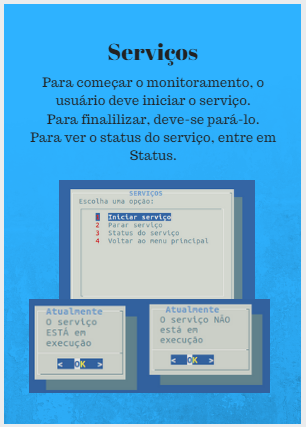 Serviços
Para começar o monitoramento, o
usuário deve iniciar o serviço.
Para finalilizar, deve-se pará-lo.
Para ver o status do serviço, entre em
Status.
SERVIÇOS
Escolha uma opção:
1 Iniciar serviço
2 Parar serviço
3 Status do serviço
4 Voltar ao menu principal
Atualmente
O serviço
ESTÁ em
execução
< OK >
Atualmente
O serviço NÃO
está em
execução
< OK >